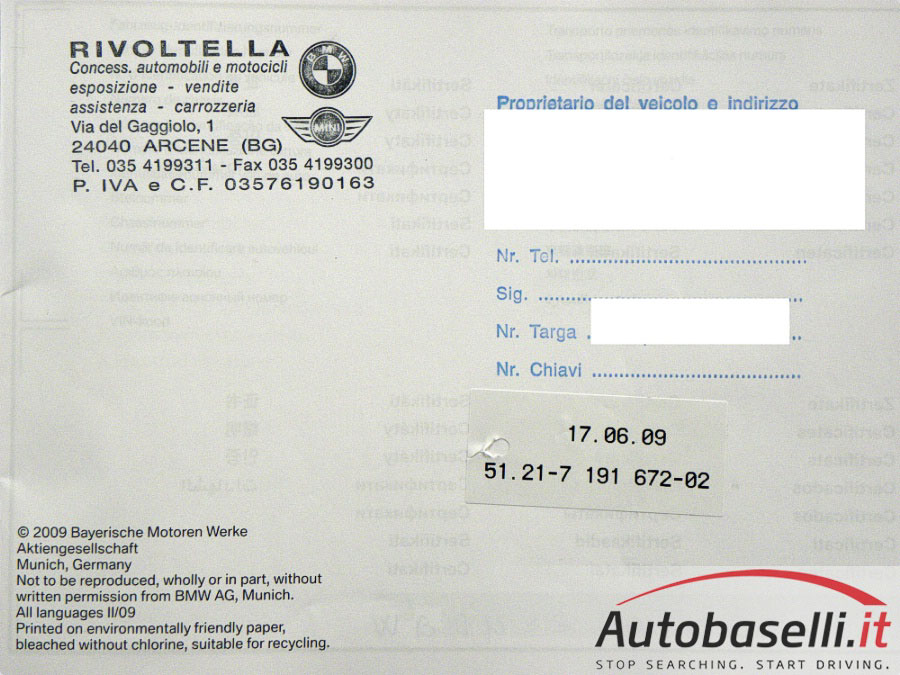 RIVOLTELLA
Concess. automobili e motocicli
esposizione - vendite
assistenza - carrozzeria
Via del Gaggiolo, 1
24040 ARCENE (BG)
Tel. 035 4199311 - Fax 035 4199300
P. IVA e C.F. 03576190163
BMW
MINI
Proprietario del veicolo e indirizzo
Nr. Tel. ........................................
Sig. ........................................
Nr. Targa ........................................
Nr. Chiavi ........................................
17.06.09
51.21-7 191 672-02
© 2009 Bayerische Motoren Werke
Aktiengesellschaft
Munich, Germany
Not to be reproduced, wholly or in part, without
written permission from BMW AG, Munich.
All languages II/09
Printed on environmentally friendly paper,
bleached without chlorine, suitable for recycling.
Autobaselli.it
STOP SEARCHING. START DRIVING.